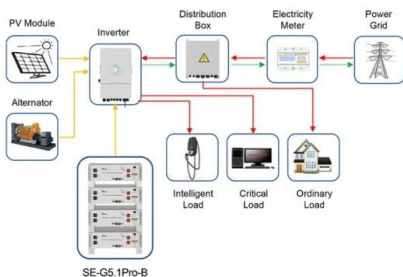 PV Module
Inverter
Distribution
Box
Electricity
Meter
Power
Grid
Alternator
Intelligent
Load
Critical
Load
Ordinary
Load
SE-G5.1Pro-B